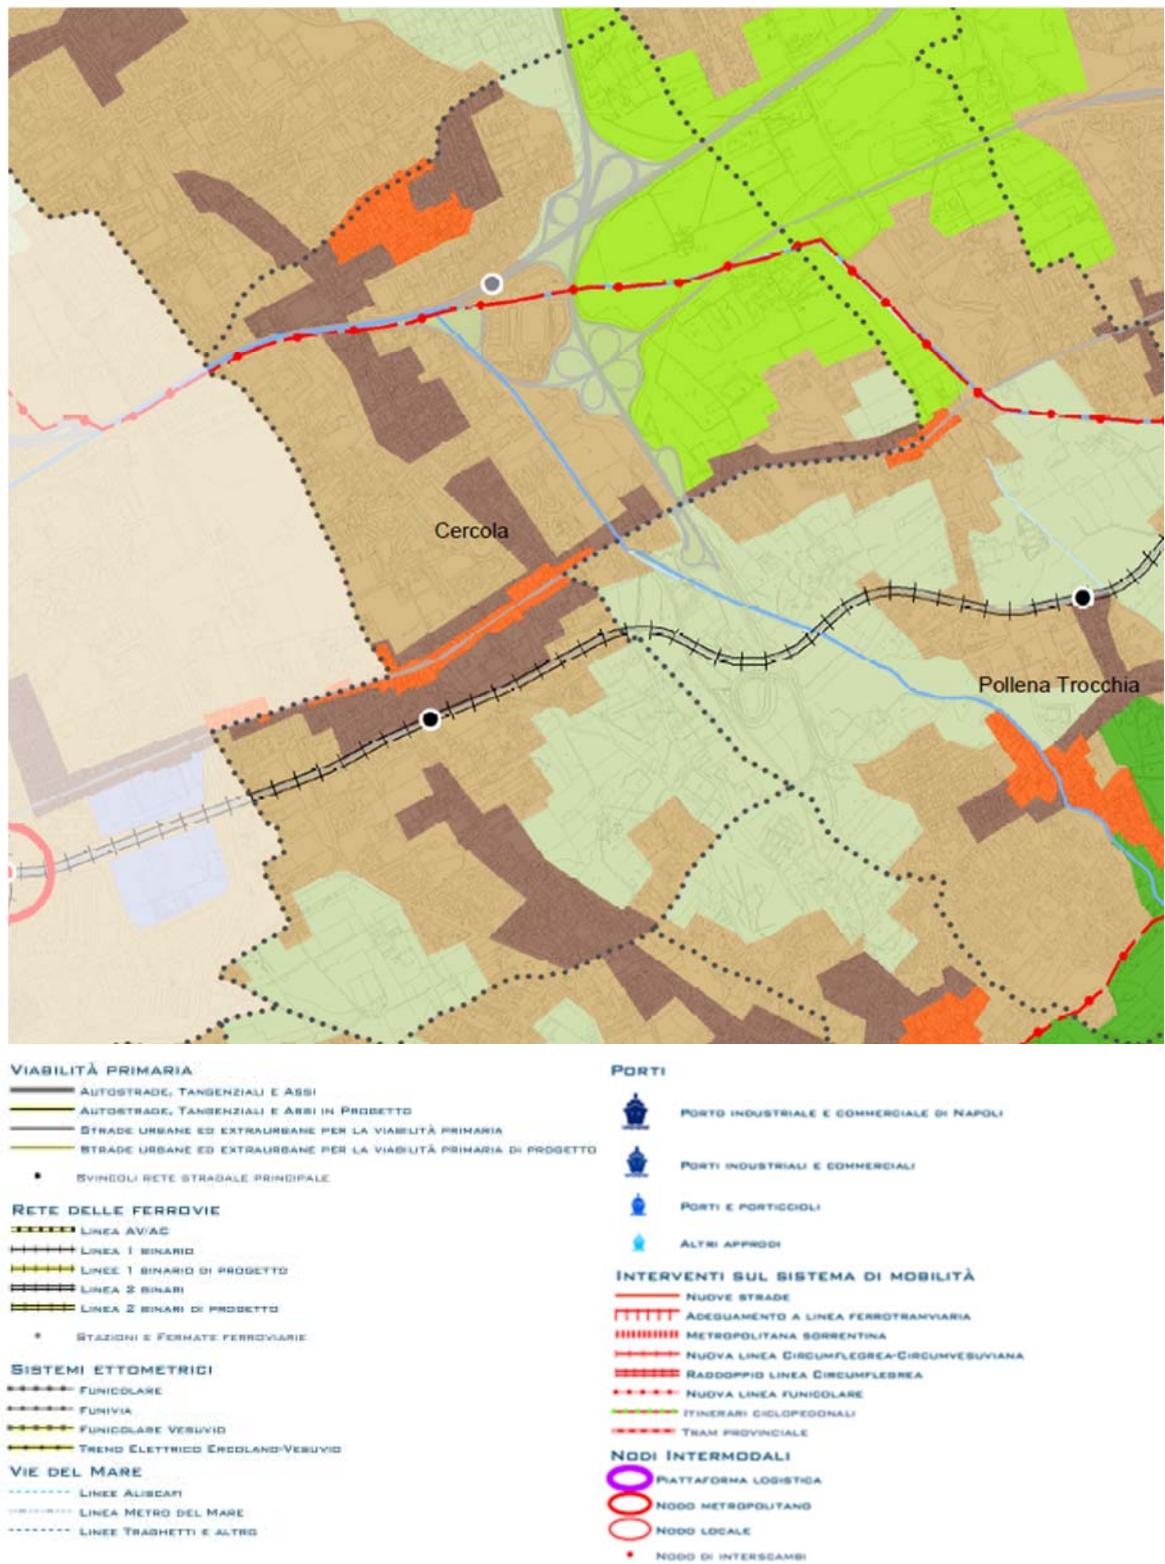 Cercola
Pollena Trocchia
VIABILITÀ PRIMARIA
AUTOSTRADE, TANGENZIALI E ASSI
AUTOSTRADE, TANGENZIALI E ASSI IN PROGETTO
STRADE URBANE ED EXTRAURBANE PER LA VIABILITÀ PRIMARIA
STRADE URBANE ED EXTRAURBANE PER LA VIABILITÀ PRIMARIA DI PROGETTO
SVINCOLI RETE STRADALE PRINCIPALE
RETE DELLE FERROVIE
LINEA AV/AC
LINEA 1 BINARIO
LINEE 1 BINARIO DI PROGETTO
LINEA 2 BINARI
LINEA 2 BINARI DI PROGETTO
STAZIONI E FERMATE FERROVIARIE
SISTEMI ETTOMETRICI
FUNICOLARE
FUNIVIA
FUNICOLARE VESUVIO
TRENO ELETTRICO ERCOLANO-VESUVIO
VIE DEL MARE
LINEE ALISCAFI
LINEA METRO DEL MARE
LINEE TRAGHETTI E ALTRO
PORTI
PORTO INDUSTRIALE E COMMERCIALE DI NAPOLI
PORTI INDUSTRIALI E COMMERCIALI
PORTI E PORTICCIOLI
ALTRI APPRODI
INTERVENTI SUL SISTEMA DI MOBILITÀ
NUOVE STRADE
ADEGUAMENTO A LINEA FERROTRAMVIARIA
METROPOLITANA SORRENTINA
NUOVA LINEA CIRCUMFLEGREA-CIRCUMVESUVIANA
RADDOPPIO LINEA CIRCUMFLEGREA
NUOVA LINEA FUNICOLARE
ITINERARI CICLOPEDONALI
TRAM PROVINCIALE
NODI INTERMODALI
PIATTAFORMA LOGISTICA
NODO METROPOLITANO
NODO LOCALE
NODO DI INTERSCAMBI